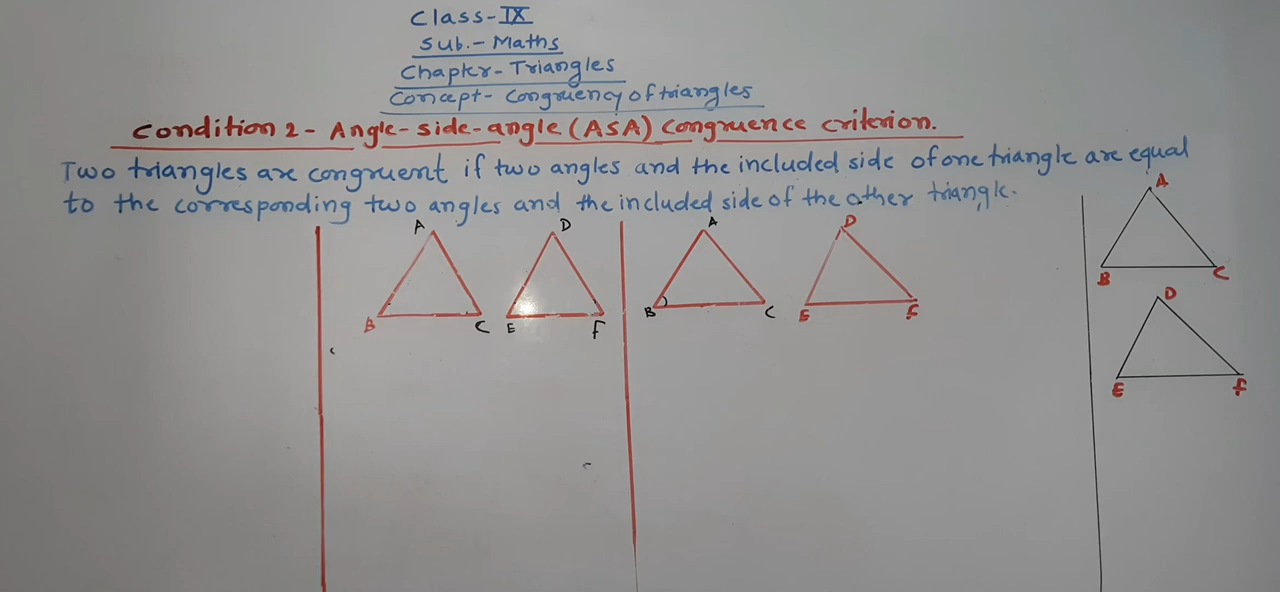 Class-IX
Sub.- Maths
Chapter- Triangles
Concept- Congruency of triangles
Condition 2 - Angle-side-angle (ASA) Congruence criterion.
Two triangles are congruent if two angles and the included side of one triangle are equal
to the corresponding two angles and the included side of the other triangle.
A D A D A
B C E F B C E F B C
D
E F